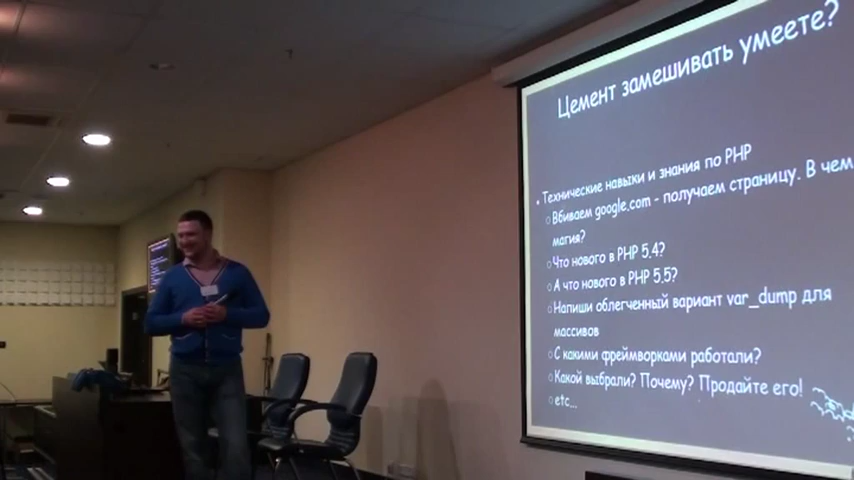 Цемент замешивать умеете?
Технические навыки и знания по PHP
Вбиваем google.com - получаем страницу. В чем
магия?
Что нового в PHP 5.4?
А что нового в PHP 5.5?
Напиши облегченный вариант var_dump для
массивов
С какими фреймворками работали?
Какой выбрали? Почему? Продайте его!
etc...